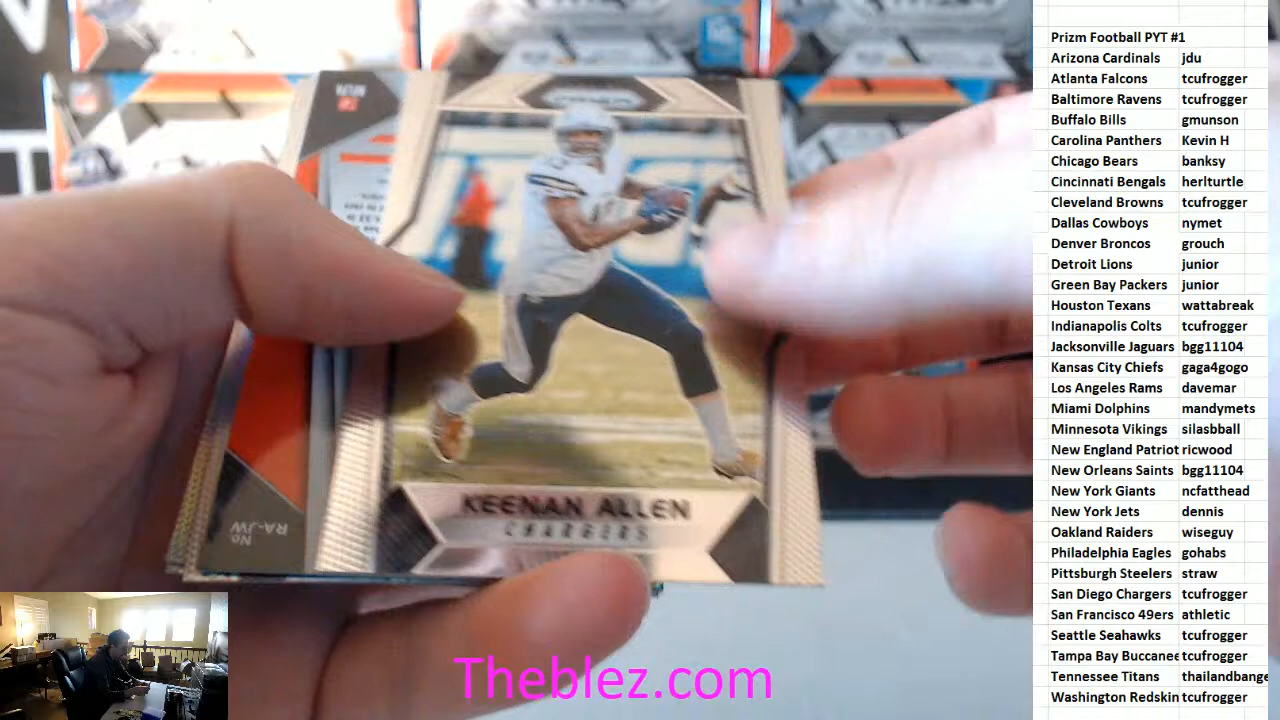 KEENAN ALLEN
CHARGERS
No
RA-JW
Theblez.com
Prizm Football PYT #1
Arizona Cardinals jdu
Atlanta Falcons tcufrogger
Baltimore Ravens tcufrogger
Buffalo Bills gmunson
Carolina Panthers Kevin H
Chicago Bears banksy
Cincinnati Bengals herlturtle
Cleveland Browns tcufrogger
Dallas Cowboys nymet
Denver Broncos grouch
Detroit Lions junior
Green Bay Packers junior
Houston Texans wattabreak
Indianapolis Colts tcufrogger
Jacksonville Jaguars bgg11104
Kansas City Chiefs gaga4gogo
Los Angeles Rams davemar
Miami Dolphins mandymets
Minnesota Vikings silasbball
New England Patriot ricwood
New Orleans Saints bgg11104
New York Giants ncfatthead
New York Jets dennis
Oakland Raiders wiseguy
Philadelphia Eagles gohabs
Pittsburgh Steelers straw
San Diego Chargers tcufrogger
San Francisco 49ers athletic
Seattle Seahawks tcufrogger
Tampa Bay Buccanee tcufrogger
Tennessee Titans thailandbange
Washington Redskin tcufrogger